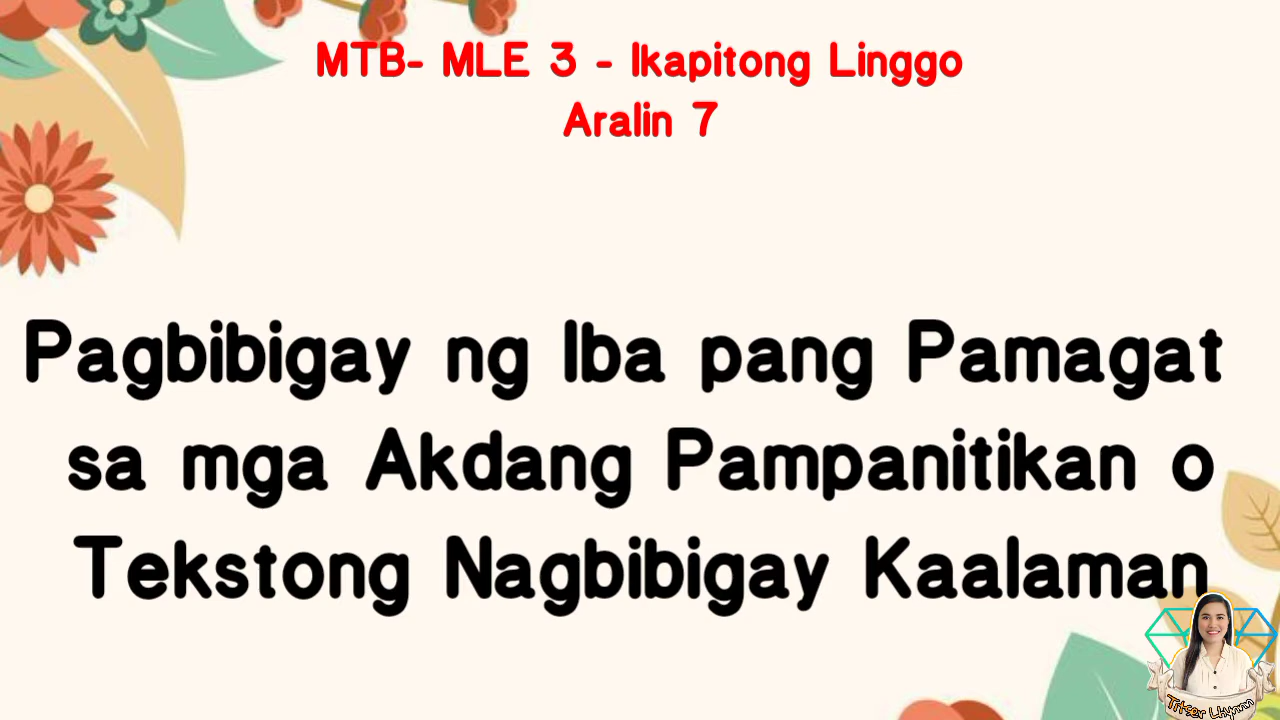 MTB- MLE 3 - Ikapitong Linggo
Aralin 7
Pagbibigay ng Iba pang Pamagat
sa mga Akdang Pampanitikan o
Tekstong Nagbibigay Kaalaman